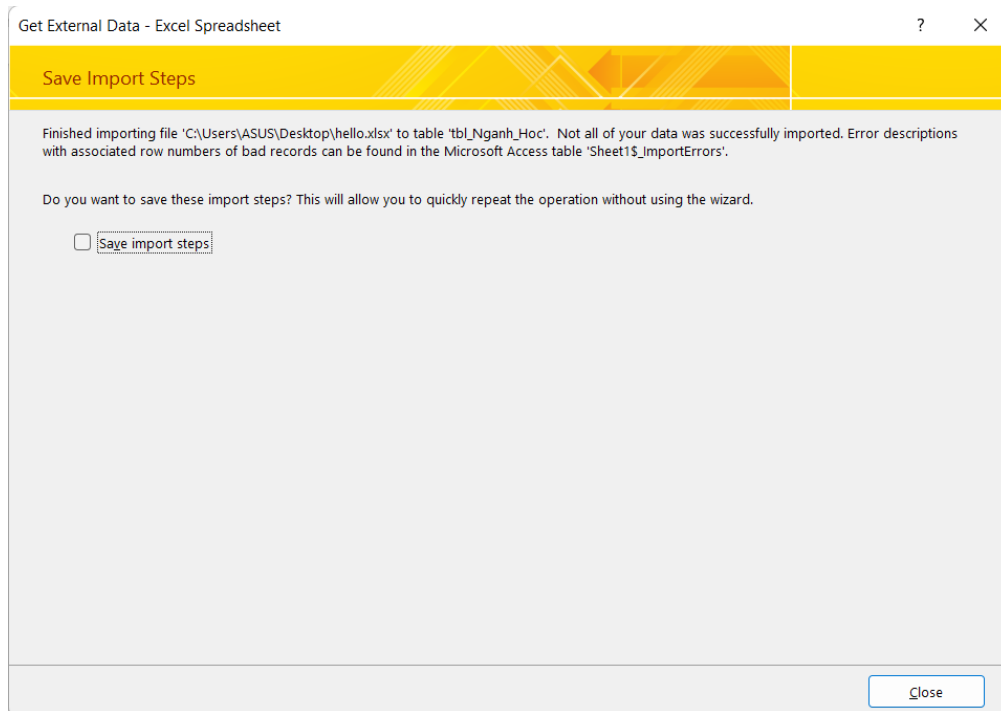 Get External Data - Excel Spreadsheet
Save Import Steps
Finished importing file 'C:\Users\ASUS\Desktop\hello.xlsx' to table 'tbl_Nganh_Hoc'.  Not all of your data was successfully imported. Error descriptions
with associated row numbers of bad records can be found in the Microsoft Access table 'Sheet1$_ImportErrors'.
Do you want to save these import steps? This will allow you to quickly repeat the operation without using the wizard.
Save import steps
Close